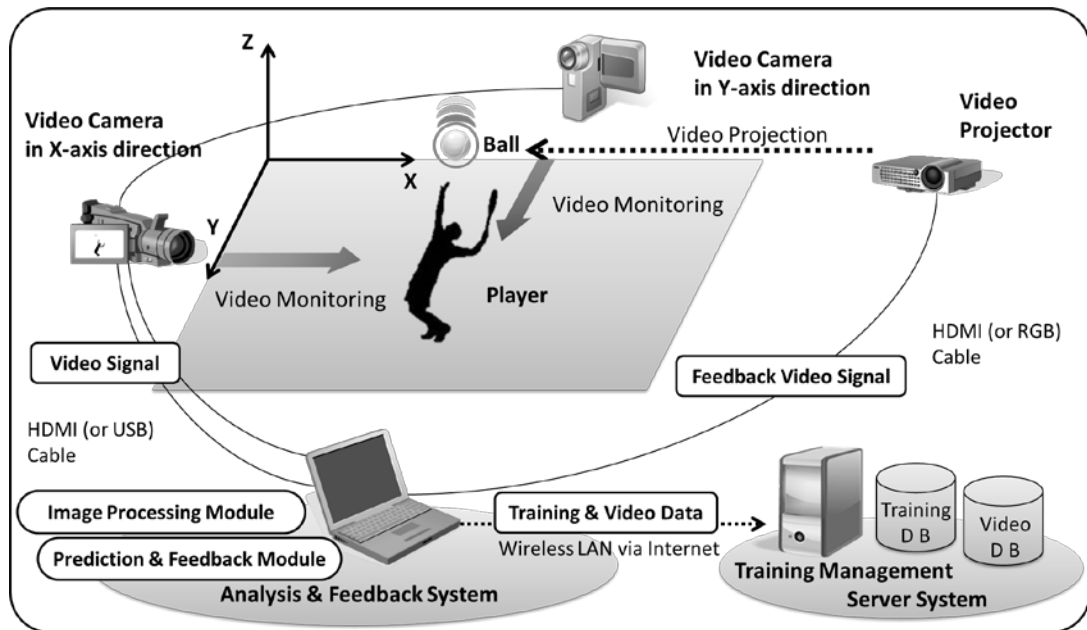 Z
Video Camera
in Y-axis direction
Video Camera
in X-axis direction
Video
Projector
Ball
Video Projection
X
Y
Video Monitoring
Video Monitoring
Player
HDMI (or RGB)
Cable
Video Signal
Feedback Video Signal
HDMI (or USB)
Cable
Image Processing Module
Prediction & Feedback Module
Analysis & Feedback System
Training & Video Data
Wireless LAN via Internet
Training
D B
Video
D B
Training Management
Server System